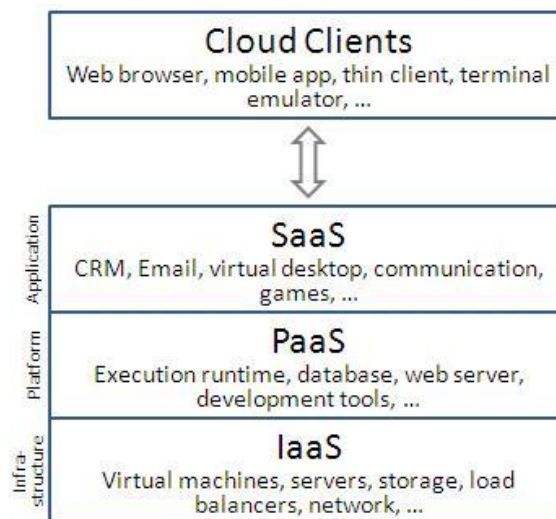 Cloud Clients
Web browser, mobile app, thin client, terminal
emulator, ...
Application
SaaS
CRM, Email, virtual desktop, communication,
games, ...
Platform
PaaS
Execution runtime, database, web server,
development tools, ...
Infra-
structure
IaaS
Virtual machines, servers, storage, load
balancers, network, ...